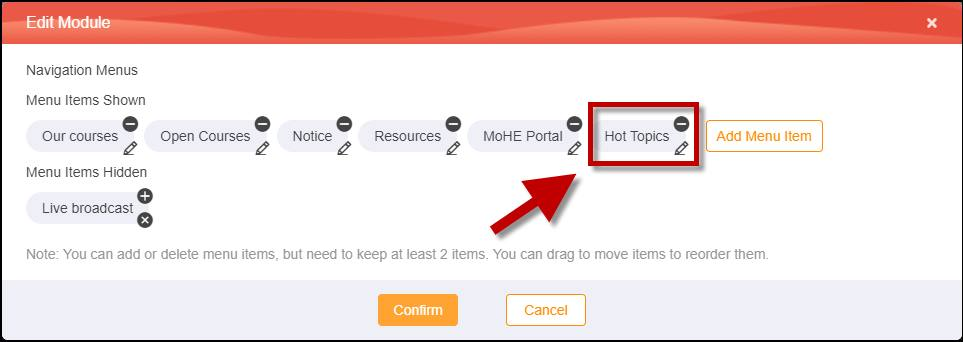 Edit Module
Navigation Menus
Menu Items Shown
Our courses Open Courses Notice Resources MoHE Portal Hot Topics Add Menu Item
Menu Items Hidden
Live broadcast
Note: You can add or delete menu items, but need to keep at least 2 items. You can drag to move items to reorder them.
Confirm Cancel